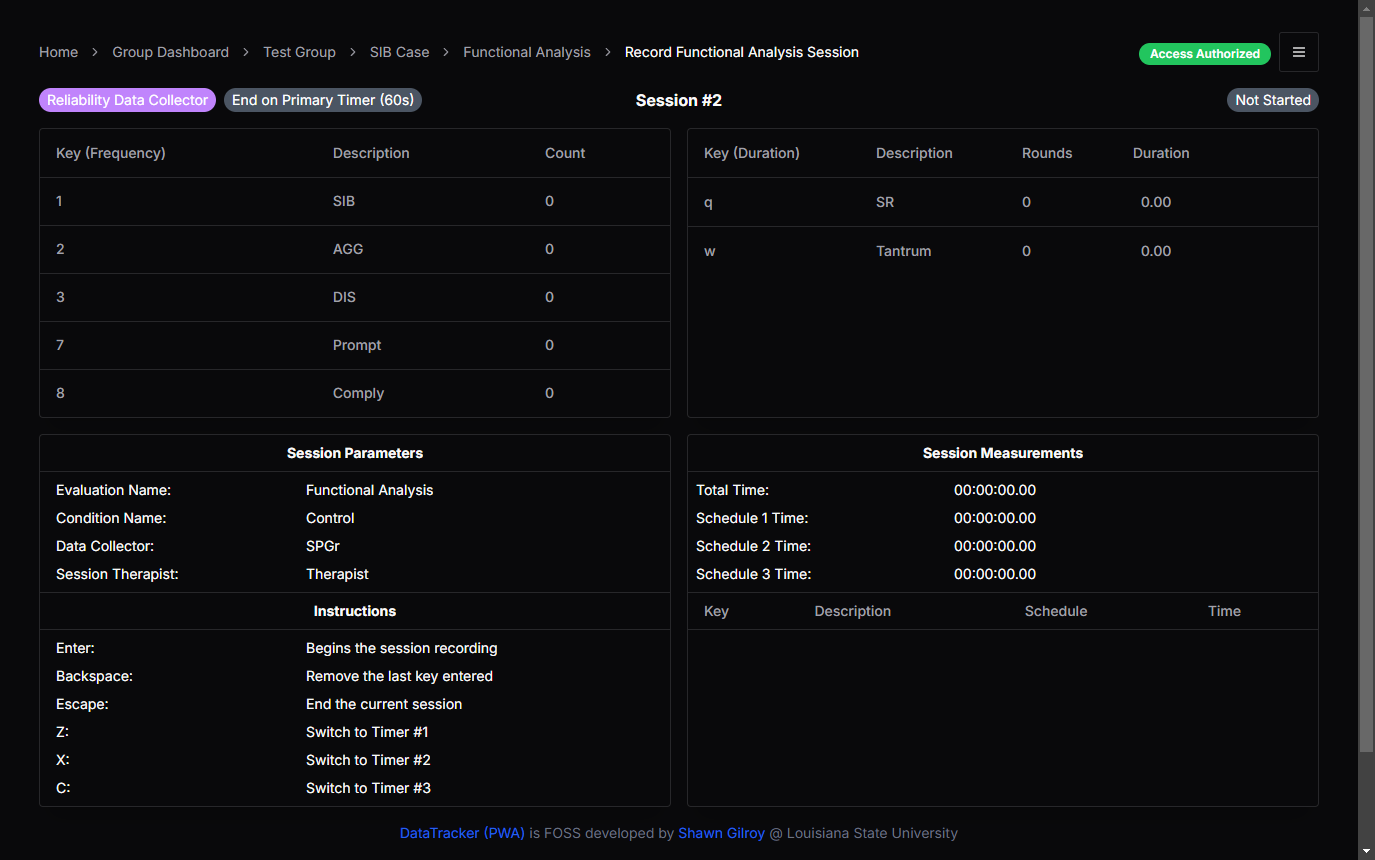 Home > Group Dashboard > Test Group > SIB Case > Functional Analysis > Record Functional Analysis Session
Access Authorized
Reliability Data Collector End on Primary Timer (60s) Session #2 Not Started
Key (Frequency) Description Count
1 SIB 0
2 AGG 0
3 DIS 0
7 Prompt 0
8 Comply 0
Key (Duration) Description Rounds Duration
q SR 0 0.00
w Tantrum 0 0.00
Session Parameters
Evaluation Name: Functional Analysis
Condition Name: Control
Data Collector: SPGr
Session Therapist: Therapist
Instructions
Enter: Begins the session recording
Backspace: Remove the last key entered
Escape: End the current session
Z: Switch to Timer #1
X: Switch to Timer #2
C: Switch to Timer #3
Session Measurements
Total Time: 00:00:00.00
Schedule 1 Time: 00:00:00.00
Schedule 2 Time: 00:00:00.00
Schedule 3 Time: 00:00:00.00
Key Description Schedule Time
DataTracker (PWA) is FOSS developed by Shawn Gilroy @ Louisiana State University